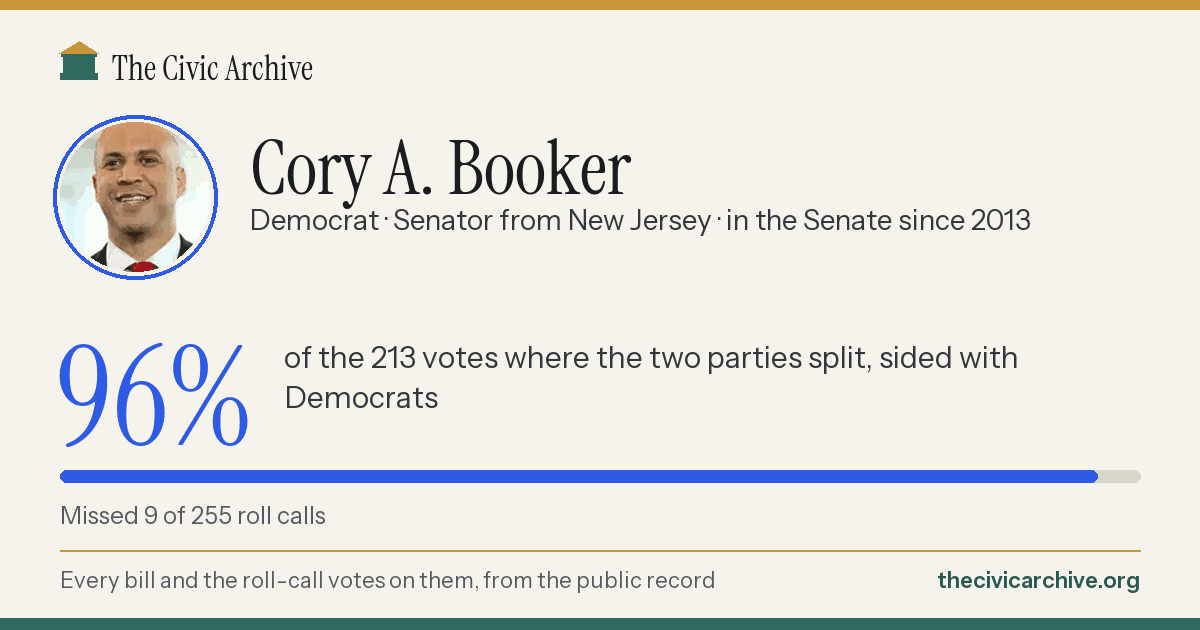 The Civic Archive
Cory A. Booker
Democrat · Senator from New Jersey · in the Senate since 2013
96%
of the 213 votes where the two parties split, sided with
Democrats
Missed 9 of 255 roll calls
Every bill and the roll-call votes on them, from the public record
thecivicarchive.org